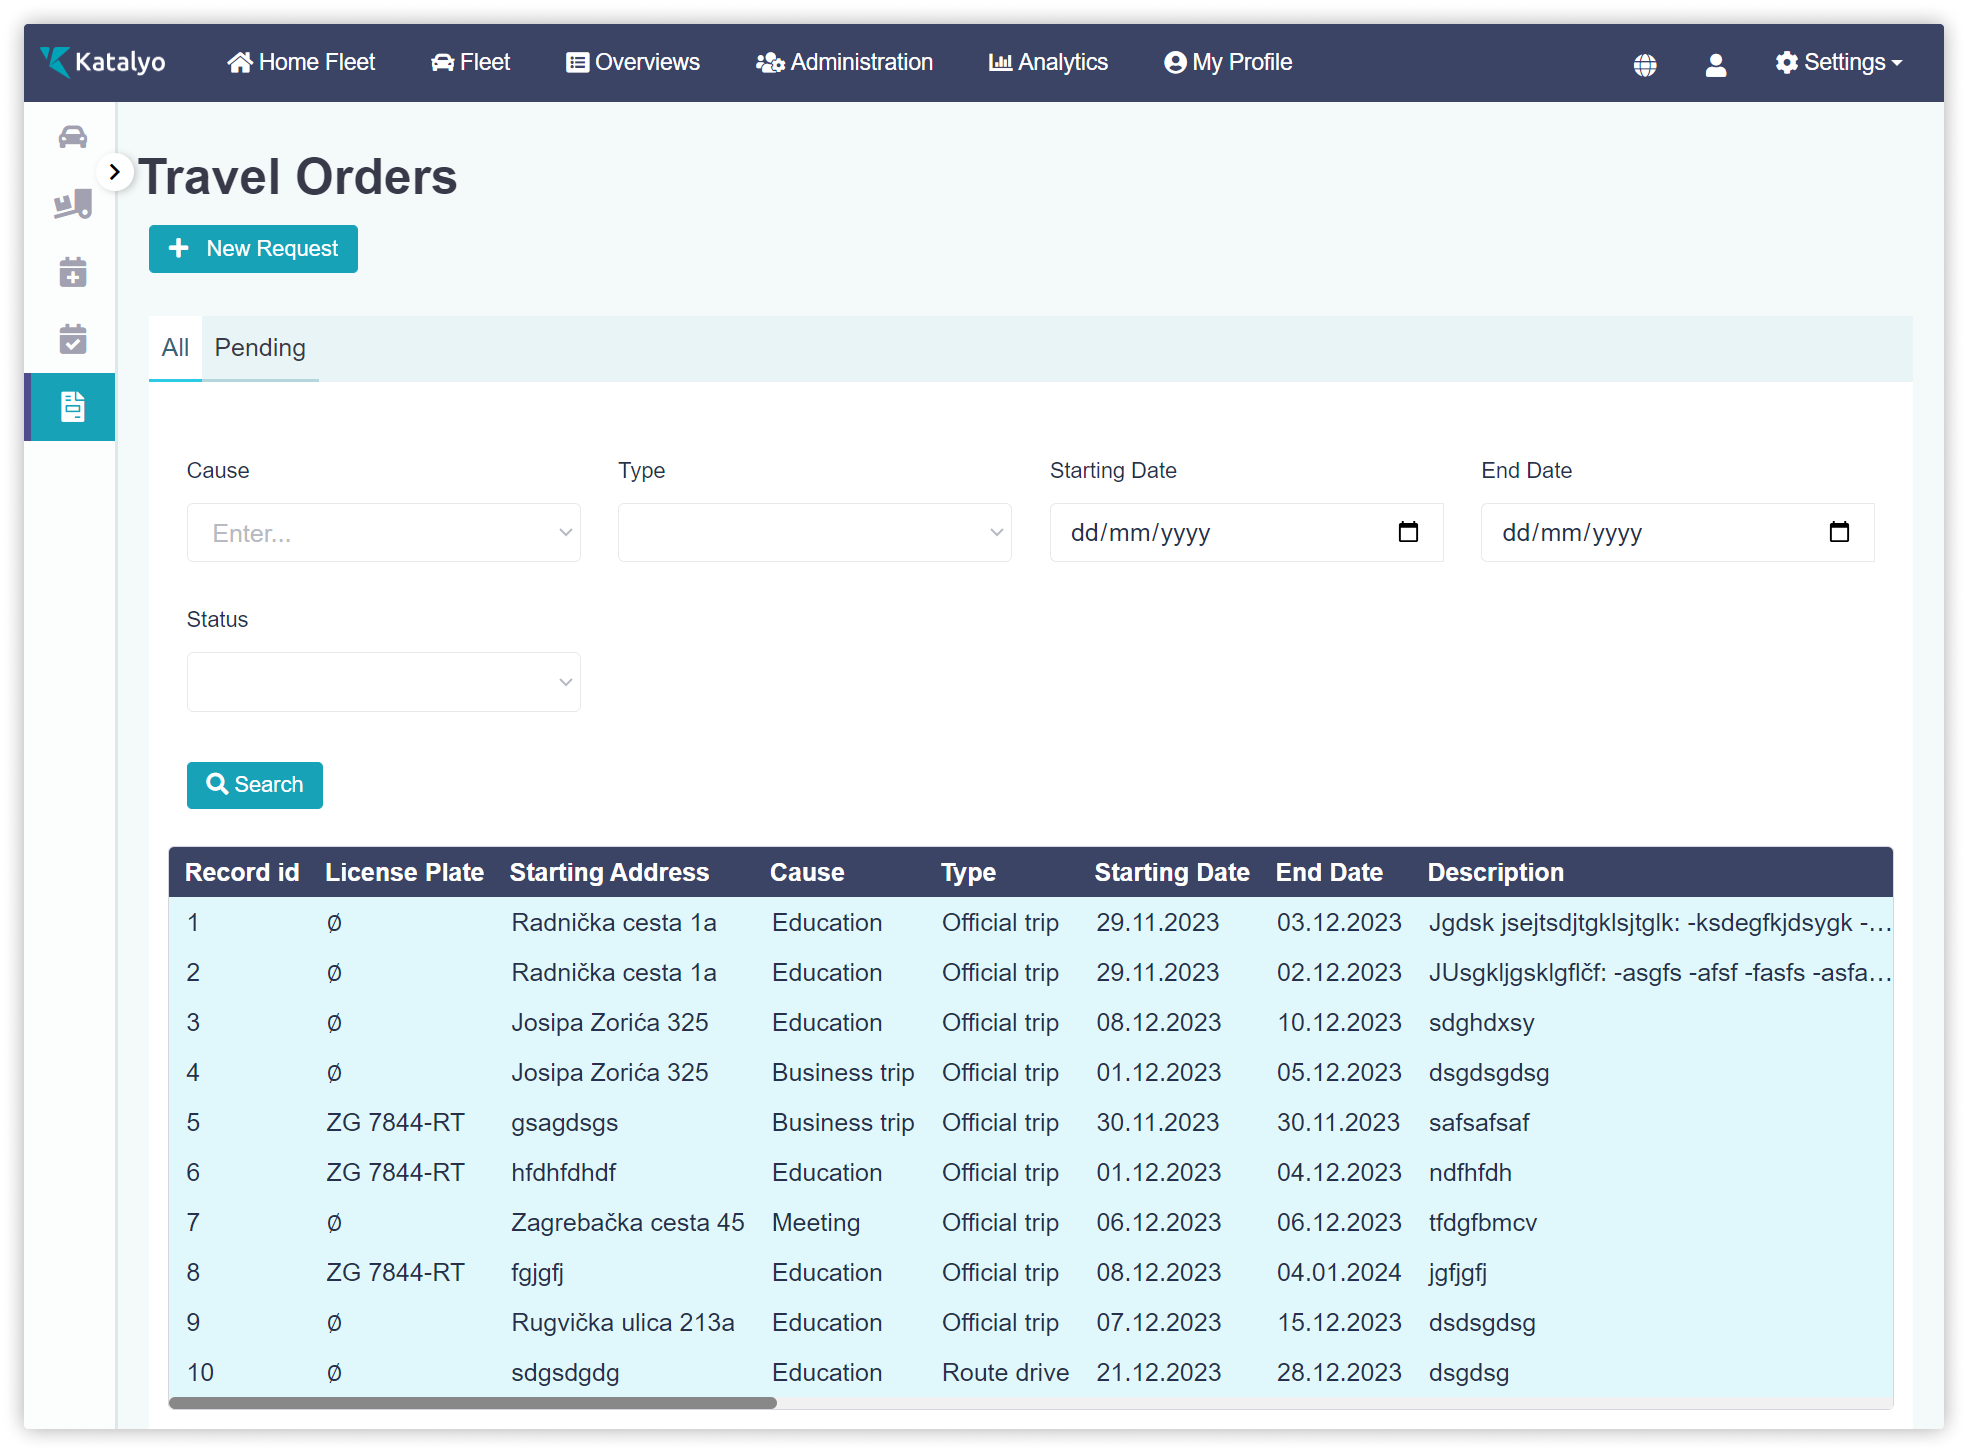 Katalyo Home Fleet Fleet Overviews Administration Analytics My Profile Settings
Travel Orders
New Request
All Pending
Cause Type Starting Date End Date
Enter... dd/mm/yyyy dd/mm/yyyy
Status
Search
Record id License Plate Starting Address Cause Type Starting Date End Date Description
1 Ø Radnička cesta 1a Education Official trip 29.11.2023 03.12.2023 Jgdsk jsejtsdjtgklsjtglk: -ksdegfkjdsygk -...
2 Ø Radnička cesta 1a Education Official trip 29.11.2023 02.12.2023 JUsgkljgsklgflčf: -asgfs -afsf -fasfs -asfa...
3 Ø Josipa Zorića 325 Education Official trip 08.12.2023 10.12.2023 sdghdxsy
4 Ø Josipa Zorića 325 Business trip Official trip 01.12.2023 05.12.2023 dsgdsgdsg
5 ZG 7844-RT gsagdsgs Business trip Official trip 30.11.2023 30.11.2023 safsafsaf
6 ZG 7844-RT hfdhfdhdf Education Official trip 01.12.2023 04.12.2023 ndfhfdh
7 Ø Zagrebačka cesta 45 Meeting Official trip 06.12.2023 06.12.2023 tfdgfbmcv
8 ZG 7844-RT fgjgfj Education Official trip 08.12.2023 04.01.2024 jgfjgfj
9 Ø Rugvička ulica 213a Education Official trip 07.12.2023 15.12.2023 dsdsgdsg
10 Ø sdgsdgdg Education Route drive 21.12.2023 28.12.2023 dsgdsg